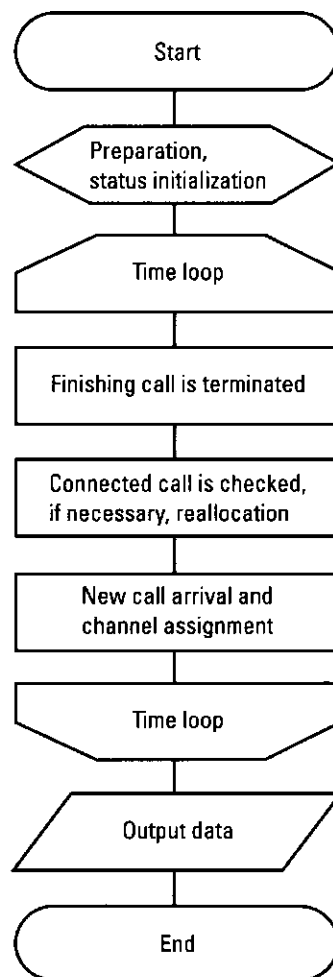 Start
Preparation,
status initialization
Time loop
Finishing call is terminated
Connected call is checked,
if necessary, reallocation
New call arrival and
channel assignment
Time loop
Output data
End